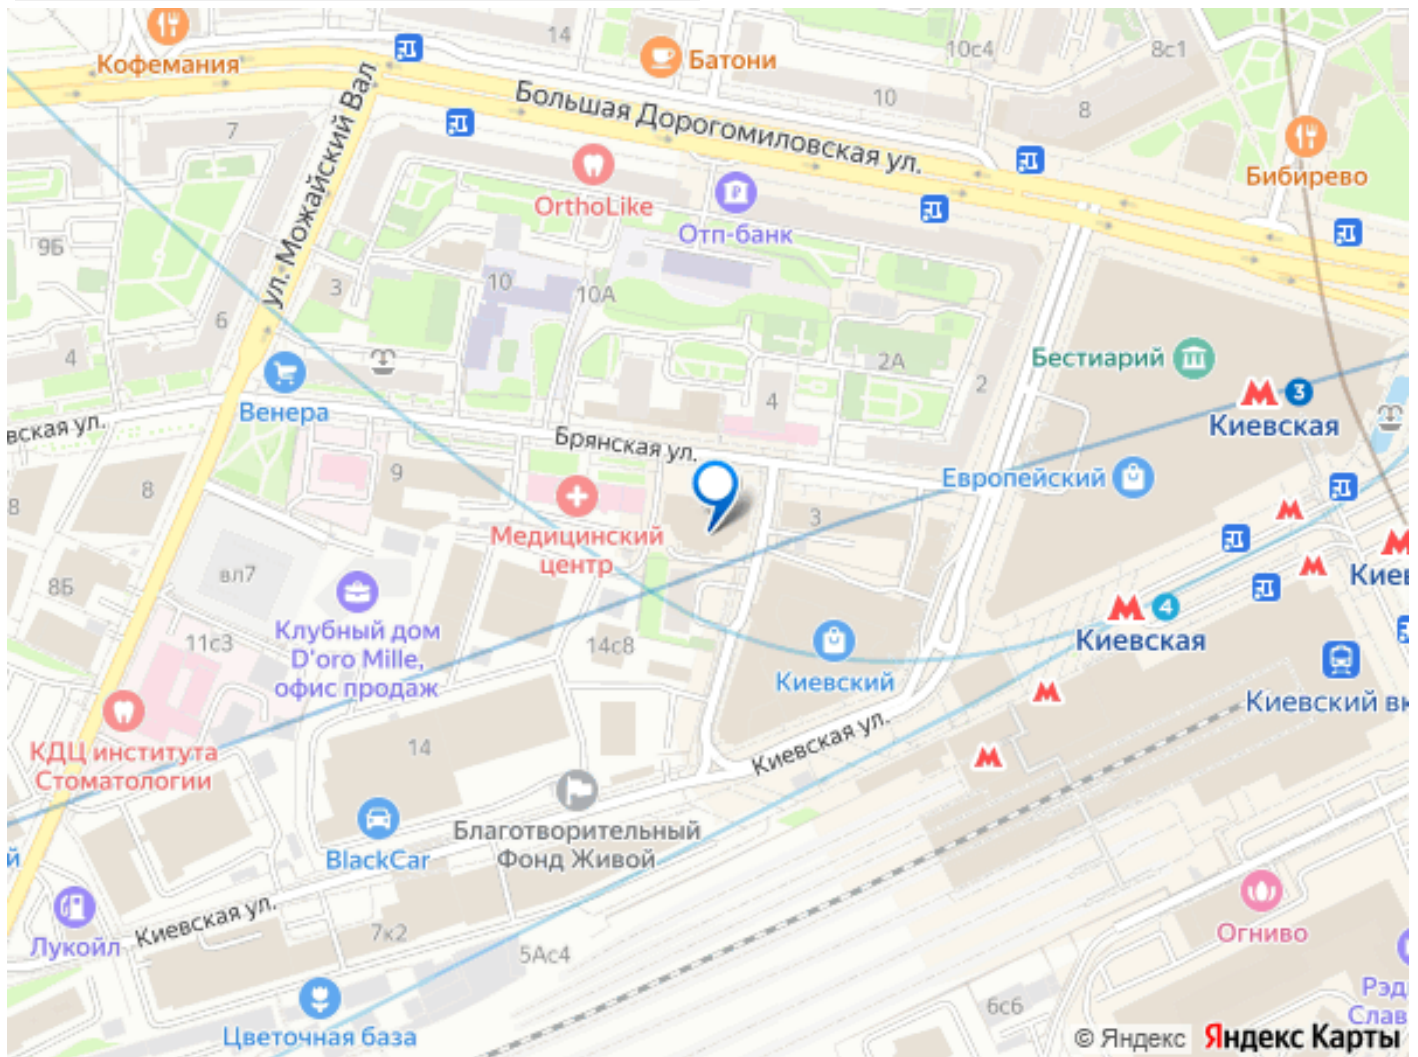 14
10с4
8с1
Кофемания
Батони
ул. Можайский Вал
Большая Дорогомиловская ул.
10
8
7
Бибирево
OrthoLike
Отп-банк
9Б
3
10
10А
6
4
2А
2
4
Бестиарий
3
Киевская
Венера
вская ул.
Брянская ул.
Европейский
8
8
9
3
Медицинский
центр
вл7
8Б
Киев
4
Киевская
Клубный дом
D'oro Mille,
офис продаж
11с3
14с8
Киевский
Киевский вк
КДЦ института
Стоматологии
14
Киевская ул.
Благотворительный
Фонд Живой
BlackCar
й
Лукойл
Киевская ул.
7к2
5Ас4
Огниво
Цветочная база
6с6
Рэд
Слав
© Яндекс Яндекс Карты